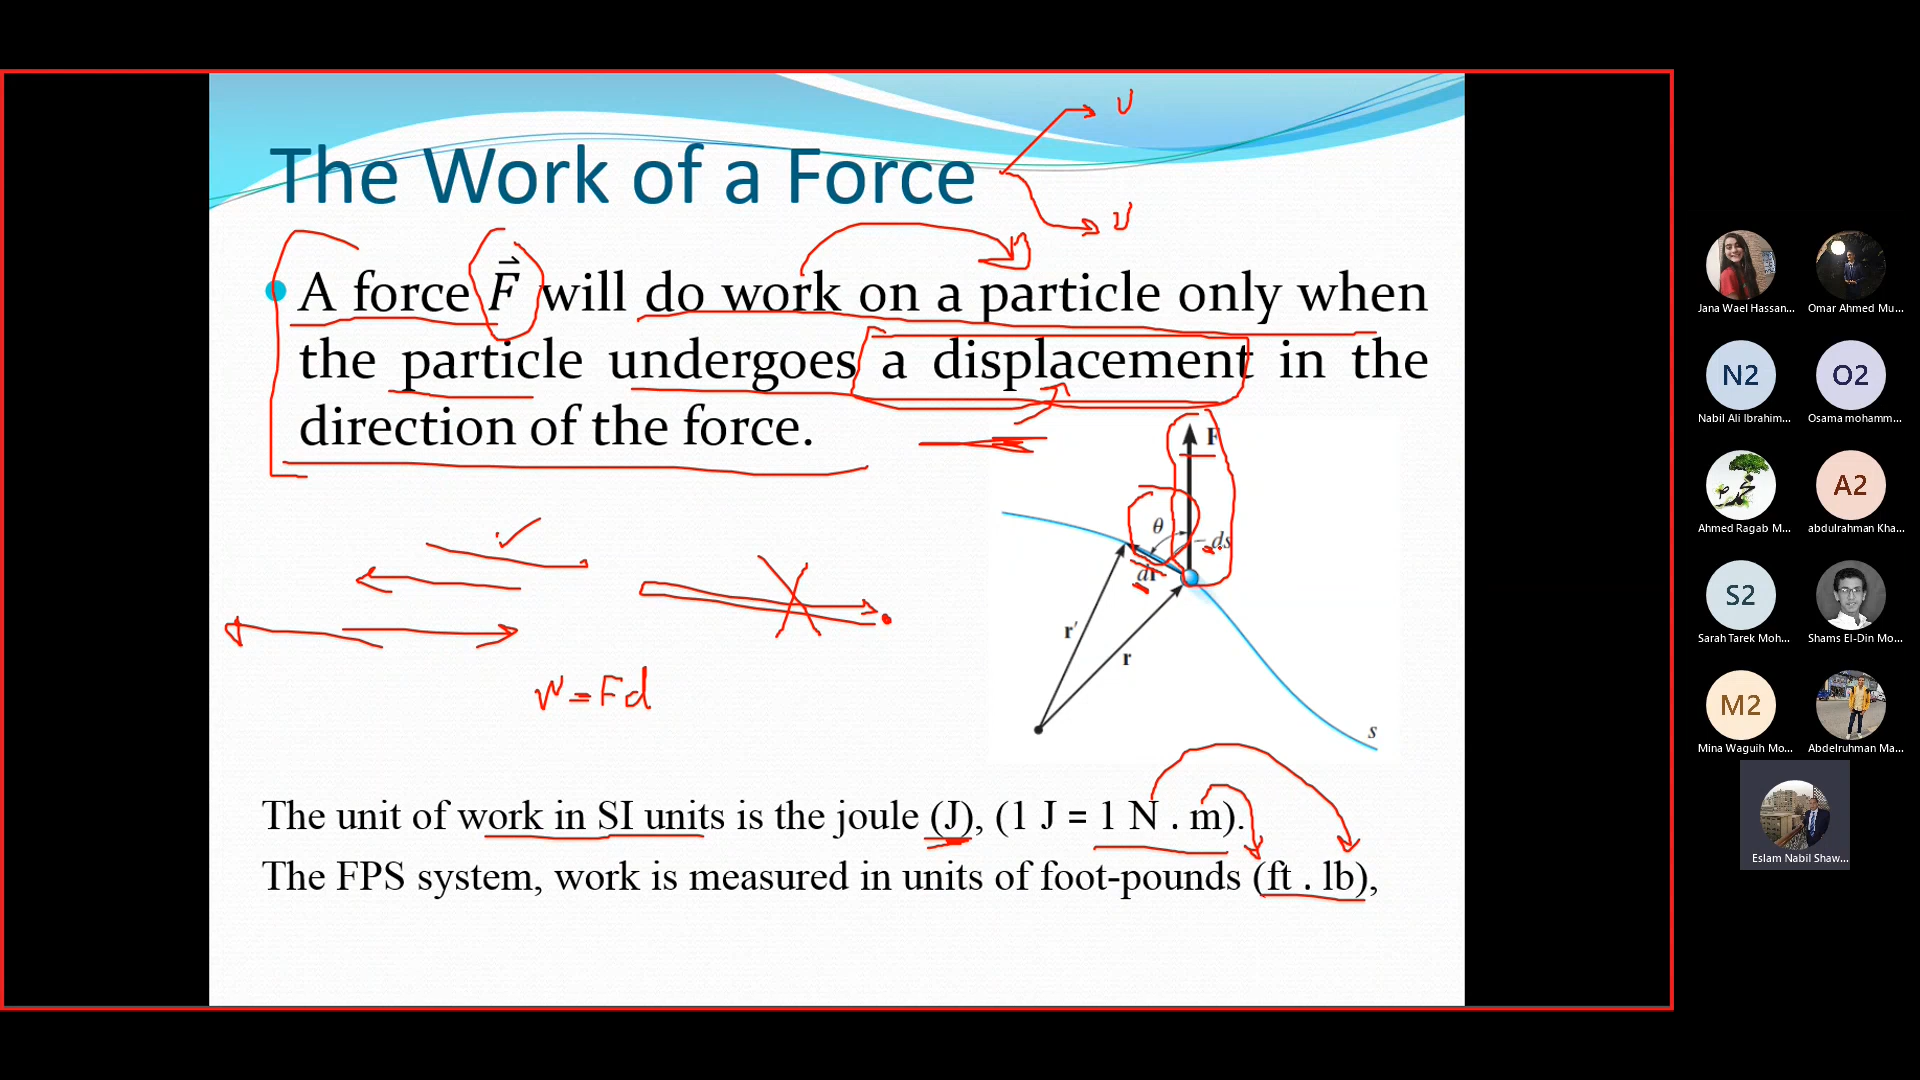 The Work of a Force
U
U
A force F⃗ will do work on a particle only when
the particle undergoes a displacement in the
direction of the force.
F
θ
ds
dr
r′
r
s
W = Fd
The unit of work in SI units is the joule (J), (1 J = 1 N . m).
The FPS system, work is measured in units of foot-pounds (ft . lb),
Jana Wael Hassan...
Omar Ahmed Mu...
N2
O2
Nabil Ali Ibrahim...
Osama mohamm...
A2
Ahmed Ragab M...
abdulrahman Kha...
S2
Sarah Tarek Moh...
Shams El-Din Mo...
M2
Mina Waguih Mo...
Abdelruhman Ma...
Eslam Nabil Shaw...